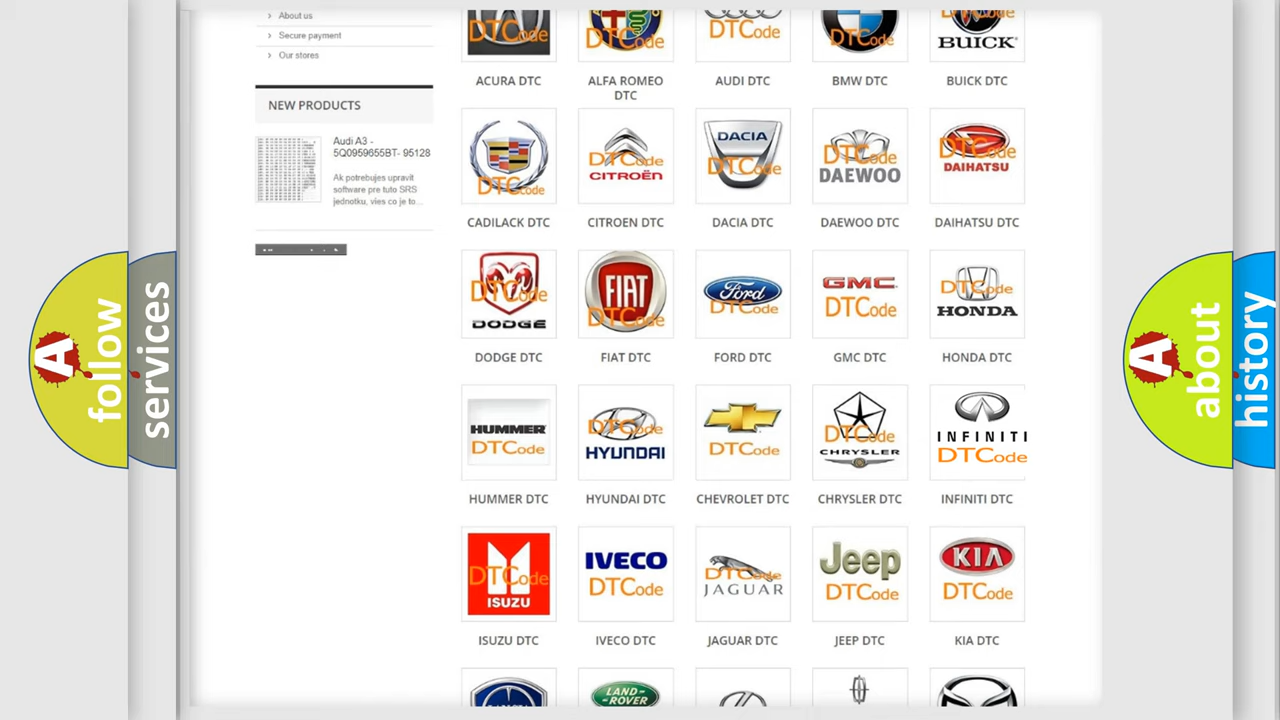 About us
Secure payment
Our stores
NEW PRODUCTS
Audi A3 -
5Q0959655BT- 95128
Ak potrebujes upravit
software pre tuto SRS
jednotku, vies co je to...
DTCode
DTCode
DTCode
DTCode
BUICK
ACURA DTC
ALFA ROMEO
DTC
AUDI DTC
BMW DTC
BUICK DTC
DTCode
DTCode
CITROËN
DACIA
DTCode
DTCode
DAEWOO
DTCode
DAIHATSU
CADILACK DTC
CITROEN DTC
DACIA DTC
DAEWOO DTC
DAIHATSU DTC
DTCode
DODGE
FIAT
DTCode
Ford
DTCode
GMC
DTCode
DTCode
HONDA
DODGE DTC
FIAT DTC
FORD DTC
GMC DTC
HONDA DTC
HUMMER
DTCode
DTCode
HYUNDAI
DTCode
DTCode
CHRYSLER
INFINITI
DTCode
HUMMER DTC
HYUNDAI DTC
CHEVROLET DTC
CHRYSLER DTC
INFINITI DTC
DTCode
ISUZU
IVECO
DTCode
DTCode
JAGUAR
Jeep
DTCode
KIA
DTCode
ISUZU DTC
IVECO DTC
JAGUAR DTC
JEEP DTC
KIA DTC
LAND-
ROVER
A
follow
services
A
about
history